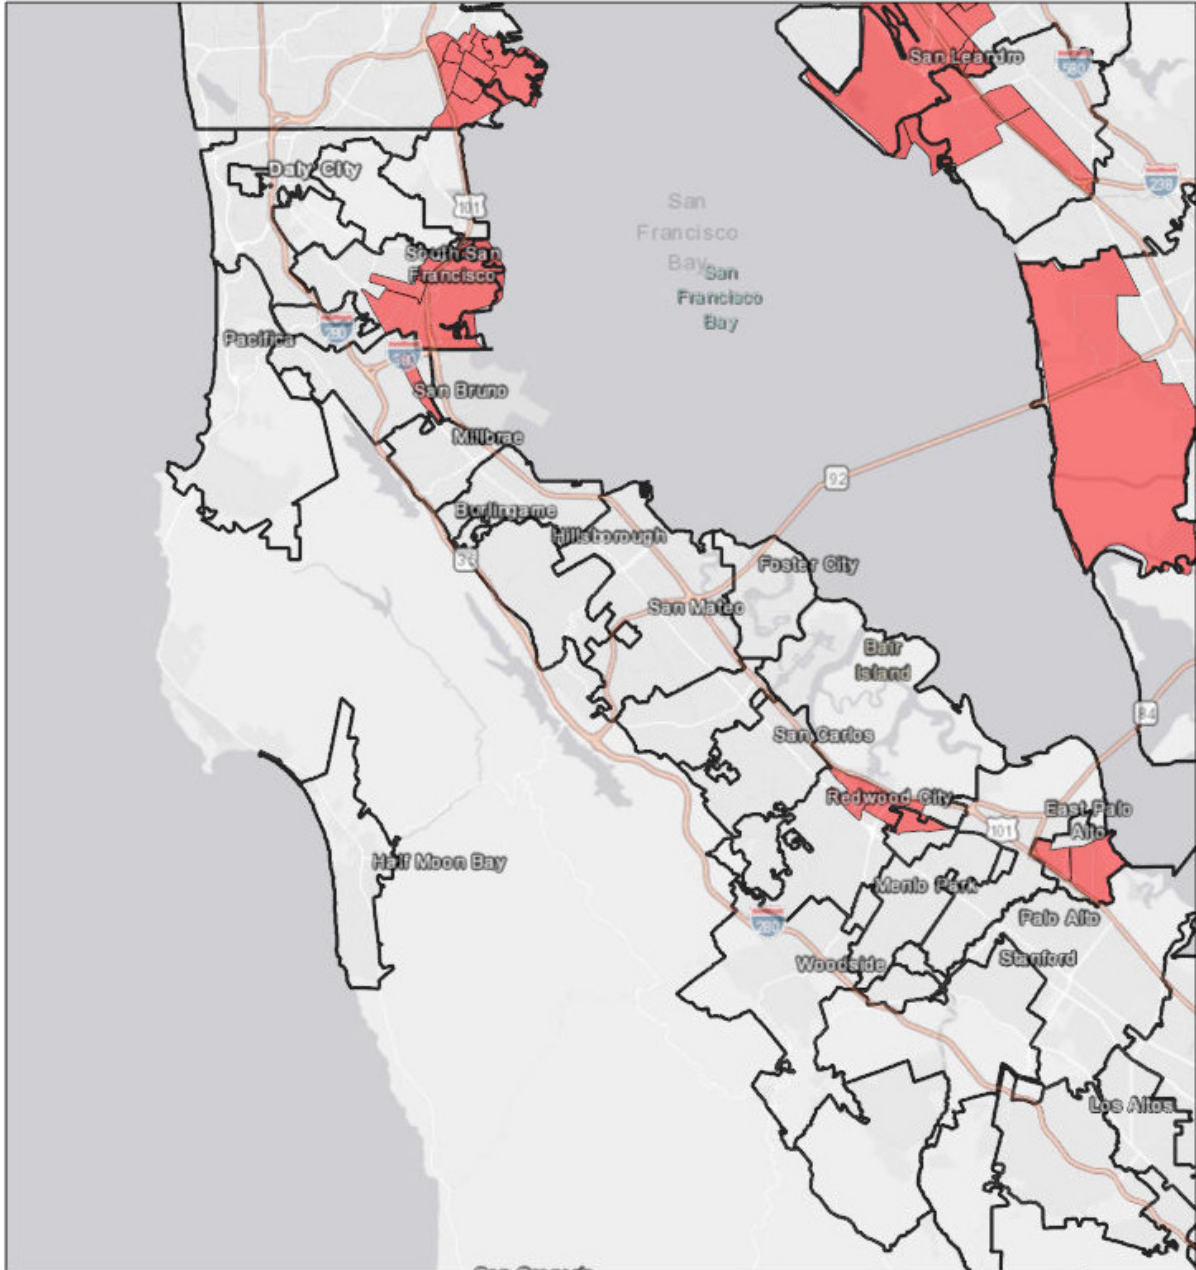 San Leandro
580
Daly City
238
101
San
Francisco
Bay
South San
Francisco
San
Francisco
Bay
280
Pacifica
380
San Bruno
Millbrae
92
Burlingame
Hillsborough
35
Foster City
San Mateo
Bair
Island
84
San Carlos
Redwood City
East Palo
Alto
101
Half Moon Bay
Menlo Park
Palo Alto
280
Stanford
Woodside
Los Altos